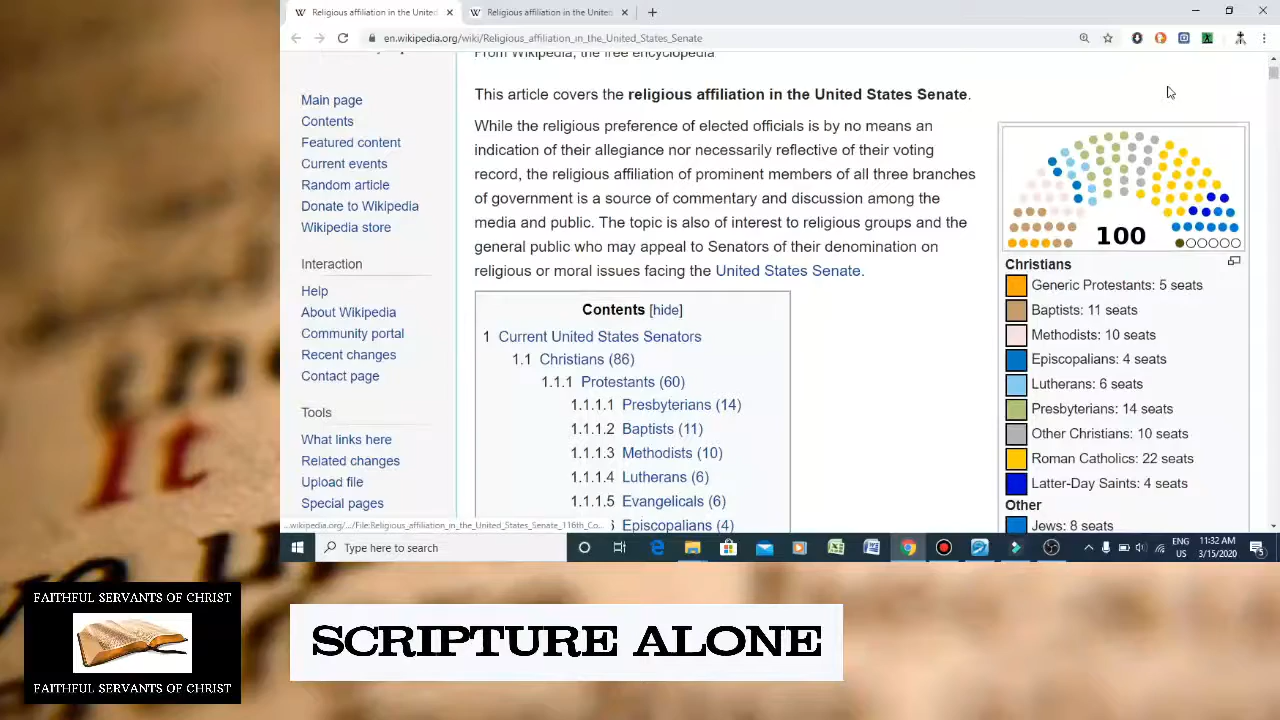 Religious affiliation in the United
Religious affiliation in the United
en.wikipedia.org/wiki/Religious_affiliation_in_the_United_States_Senate
From Wikipedia, the free encyclopedia
This article covers the religious affiliation in the United States Senate.
While the religious preference of elected officials is by no means an
indication of their allegiance nor necessarily reflective of their voting
record, the religious affiliation of prominent members of all three branches
of government is a source of commentary and discussion among the
media and public. The topic is also of interest to religious groups and the
general public who may appeal to Senators of their denomination on
religious or moral issues facing the United States Senate.
Main page
Contents
Featured content
Current events
Random article
Donate to Wikipedia
Wikipedia store
Interaction
Help
About Wikipedia
Community portal
Recent changes
Contact page
Tools
What links here
Related changes
Upload file
Special pages
Contents [hide]
1 Current United States Senators
1.1 Christians (86)
1.1.1 Protestants (60)
1.1.1.1 Presbyterians (14)
1.1.1.2 Baptists (11)
1.1.1.3 Methodists (10)
1.1.1.4 Lutherans (6)
1.1.1.5 Evangelicals (6)
Episcopalians (4)
100
Christians
Generic Protestants: 5 seats
Baptists: 11 seats
Methodists: 10 seats
Episcopalians: 4 seats
Lutherans: 6 seats
Presbyterians: 14 seats
Other Christians: 10 seats
Roman Catholics: 22 seats
Latter-Day Saints: 4 seats
Other
Jews: 8 seats
...wikipedia.org/.../File:Religious_affiliation_in_the_United_States_Senate_116th_Co...
Type here to search
ENG
US
11:32 AM
3/15/2020
5
the
It
FAITHFUL SERVANTS OF CHRIST
FAITHFUL SERVANTS OF CHRIST
SCRIPTURE ALONE